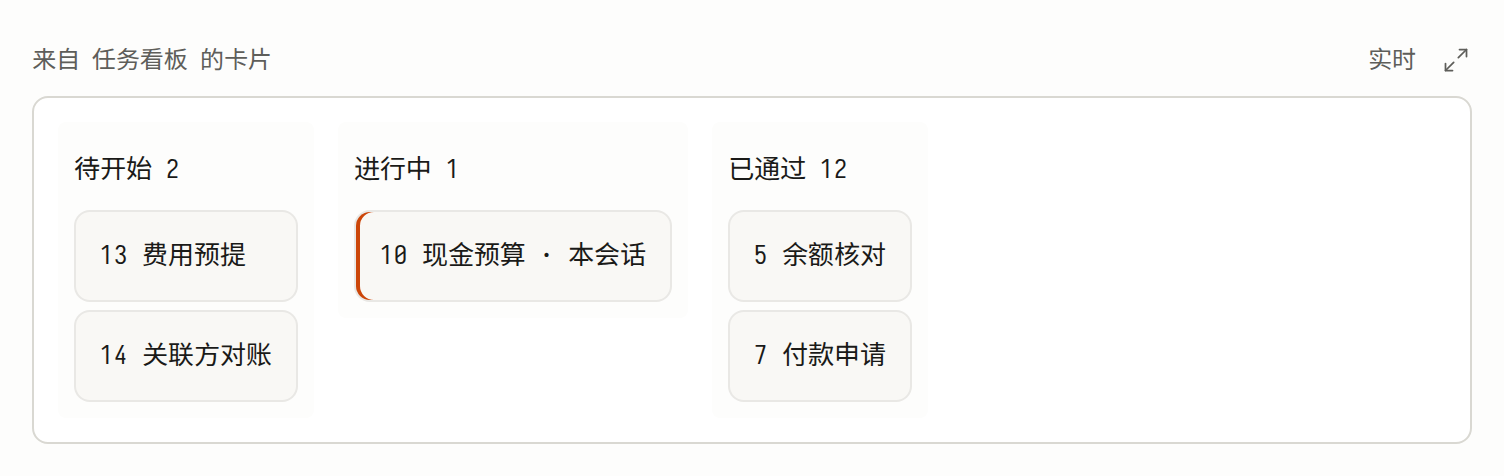 来自 任务看板 的卡片
实时
待开始 2
13 费用预提
14 关联方对账
进行中 1
10 现金预算 · 本会话
已通过 12
5 余额核对
7 付款申请